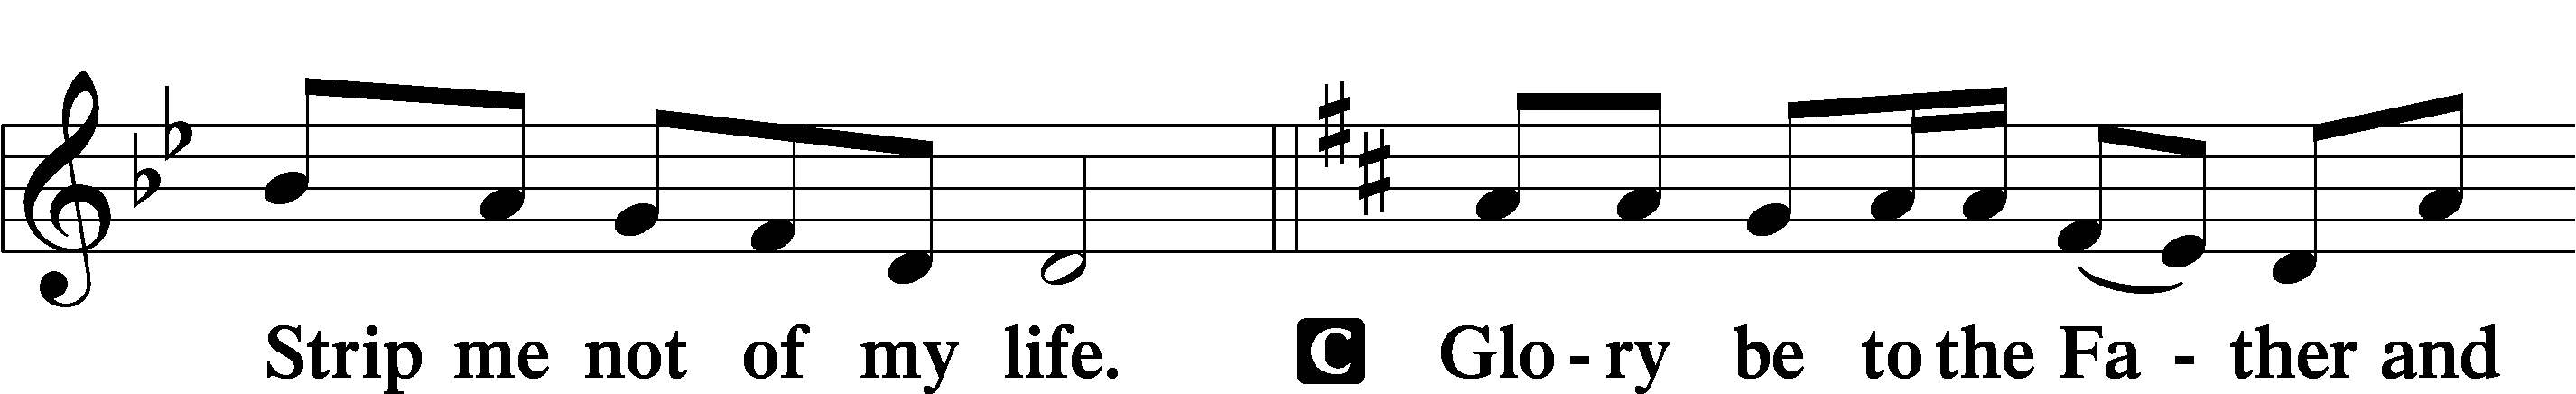 Strip me not of my life. C Glo - ry be to the Fa - ther and